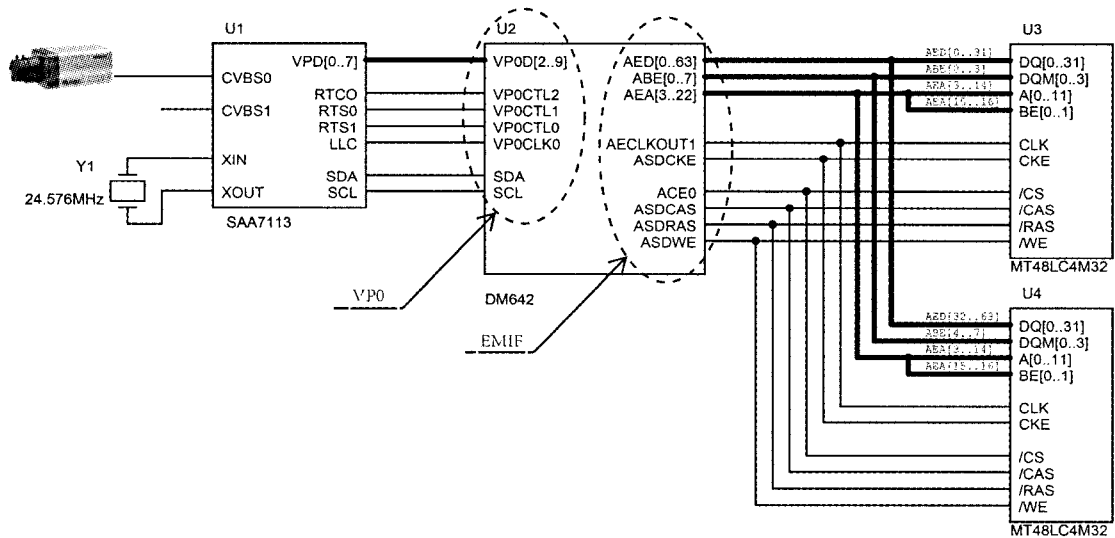 U1
CVBS0
CVBS1
XIN
XOUT
VPD[0..7]
RTCO
RTS0
RTS1
LLC
SDA
SCL
SAA7113
Y1
24.576MHz
U2
VP0D[2~9]
VP0CTL2
VP0CTL1
VP0CTL0
VP0CLK0
SDA
SCL
AED[0..63]
ABE[0..7]
AEA[3..22]
AECLKOUT1
ASDCKE
ACE0
ASDCAS
ASDRAS
ASDWE
DM642
VP0
EMIF
U3
AED[0..31]
ABE[0..3]
AEA[3..14]
AEA[15..16]
DQ[0..31]
DQM[0..3]
A[0..11]
BE[0..1]
CLK
CKE
/CS
/CAS
/RAS
/WE
MT48LC4M32
U4
AED[32..63]
ABE[4..7]
AEA[3..14]
AEA[15..16]
DQ[0..31]
DQM[0..3]
A[0..11]
BE[0..1]
CLK
CKE
/CS
/CAS
/RAS
/WE
MT48LC4M32